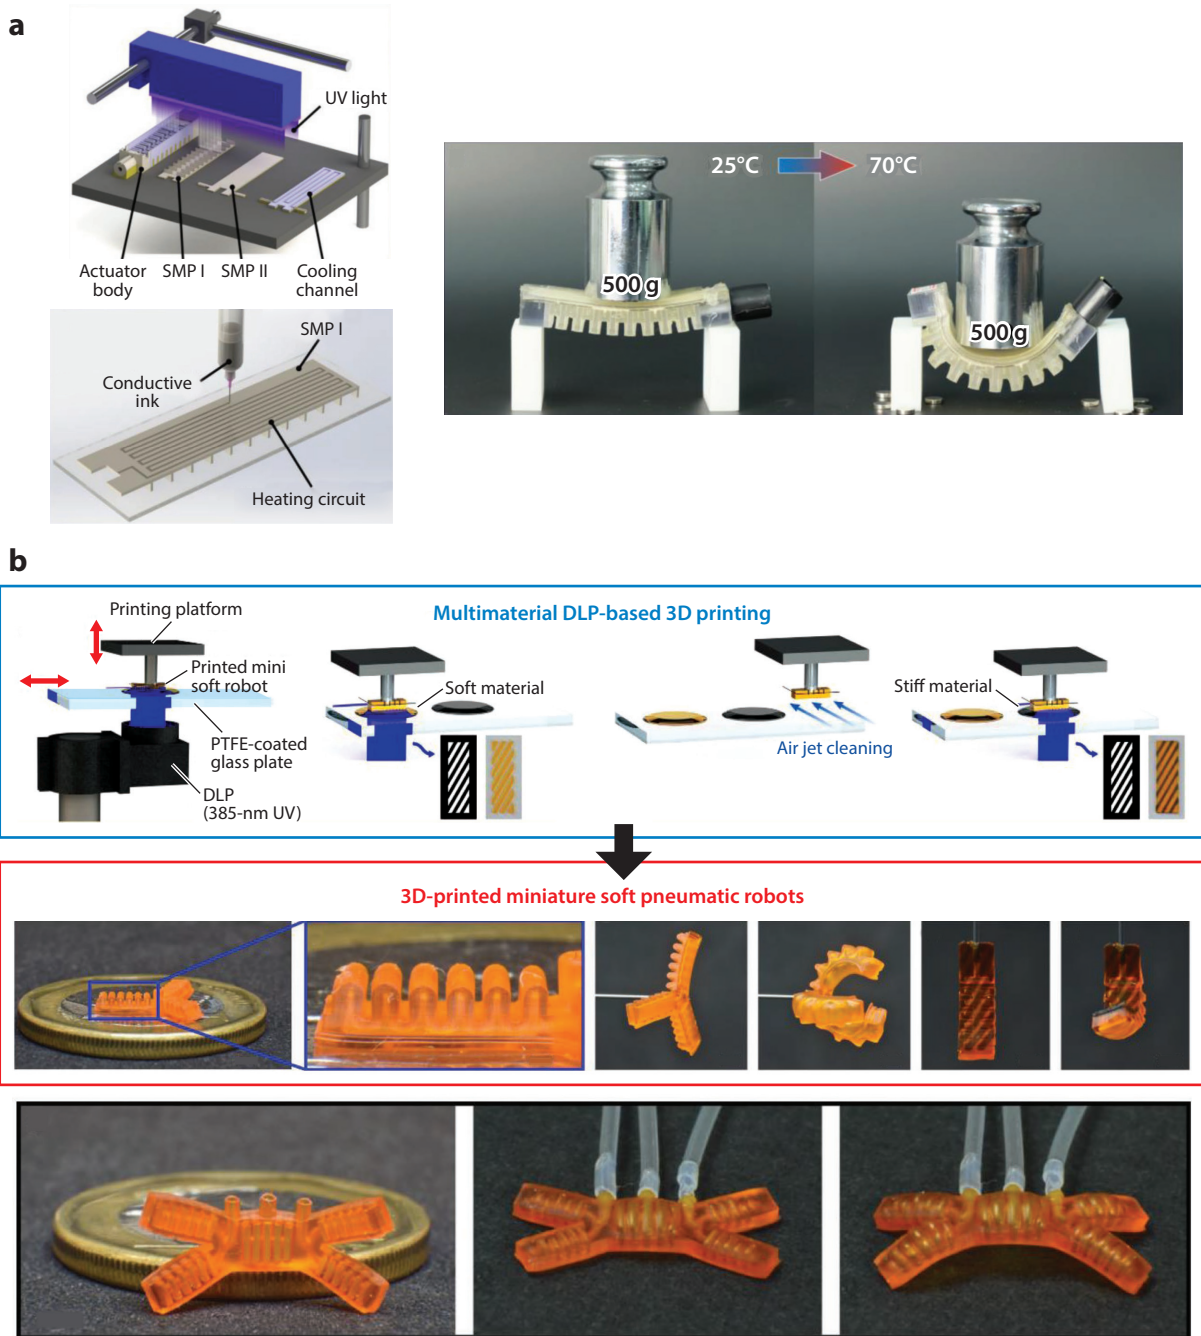 a
UV light
Actuator
body
SMP I
SMP II
Cooling
channel
SMP I
Conductive
ink
Heating circuit
25°C
70°C
500 g
500 g
b
Multimaterial DLP-based 3D printing
Printing platform
Printed mini
soft robot
PTFE-coated
glass plate
DLP
(385-nm UV)
Soft material
Air jet cleaning
Stiff material
3D-printed miniature soft pneumatic robots